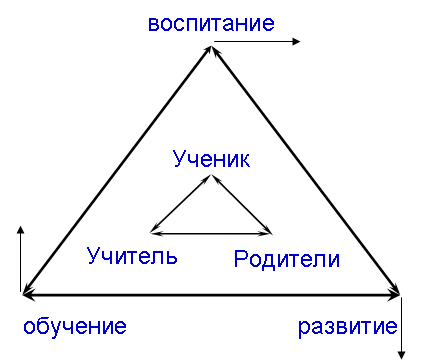 воспитание
Ученик
Учитель
Родители
обучение
развитие